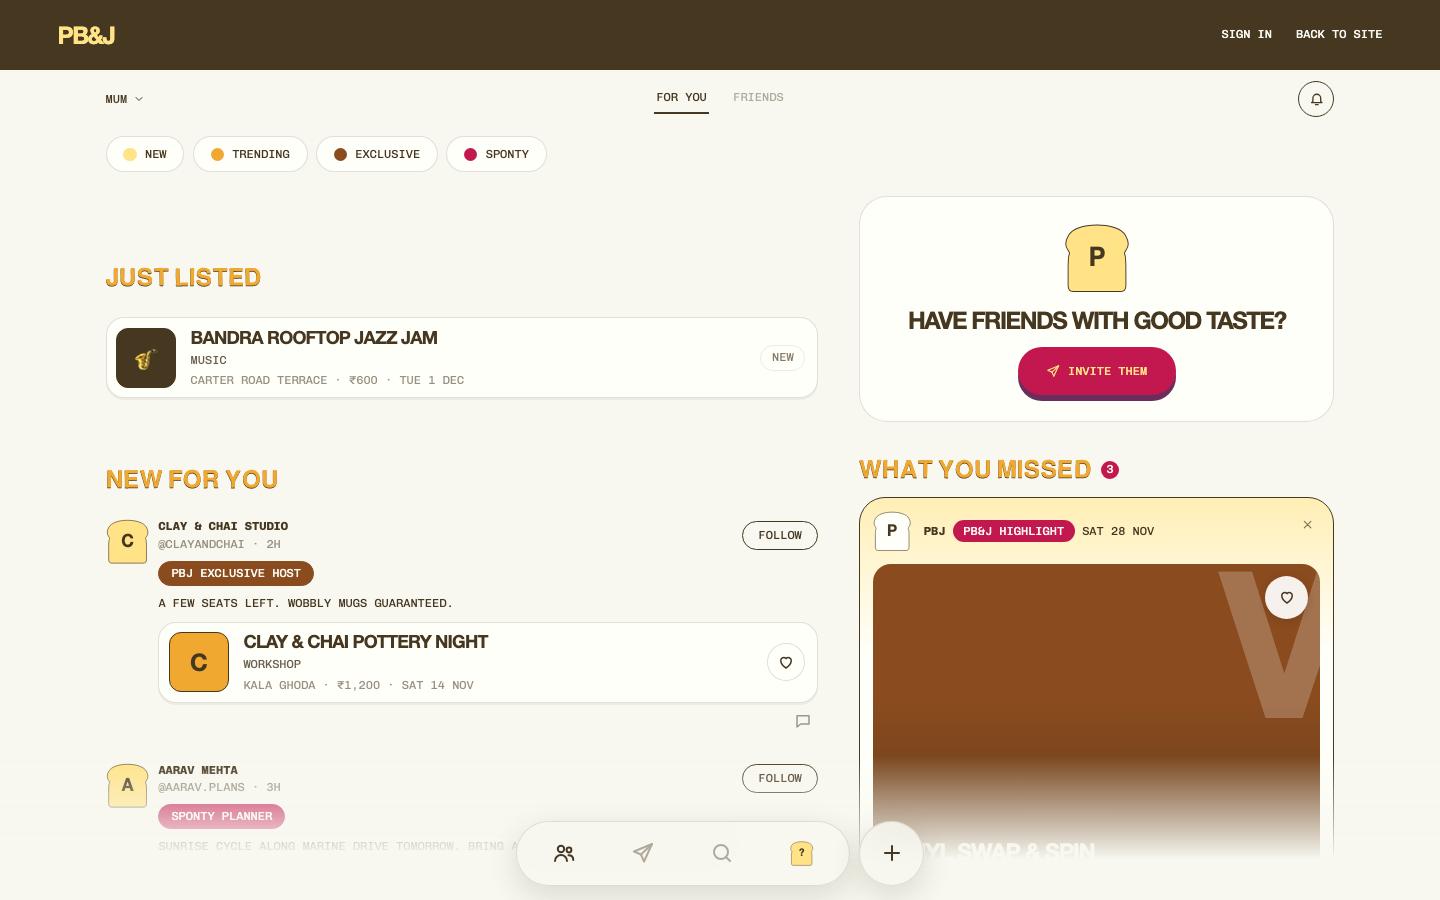 PB&J
SIGN IN
BACK TO SITE
MUM
FOR YOU
FRIENDS
NEW
TRENDING
EXCLUSIVE
SPONTY
JUST LISTED
BANDRA ROOFTOP JAZZ JAM
MUSIC
CARTER ROAD TERRACE · ₹600 · TUE 1 DEC
NEW
NEW FOR YOU
C
CLAY & CHAI STUDIO
@CLAYANDCHAI · 2H
FOLLOW
PBJ EXCLUSIVE HOST
A FEW SEATS LEFT. WOBBLY MUGS GUARANTEED.
C
CLAY & CHAI POTTERY NIGHT
WORKSHOP
KALA GHODA · ₹1,200 · SAT 14 NOV
A
AARAV MEHTA
@AARAV.PLANS · 3H
FOLLOW
SPONTY PLANNER
SUNRISE CYCLE ALONG MARINE DRIVE TOMORROW. BRING
P
HAVE FRIENDS WITH GOOD TASTE?
INVITE THEM
WHAT YOU MISSED 3
P
PBJ
PB&J HIGHLIGHT
SAT 28 NOV
V
SWAP & SPIN
?